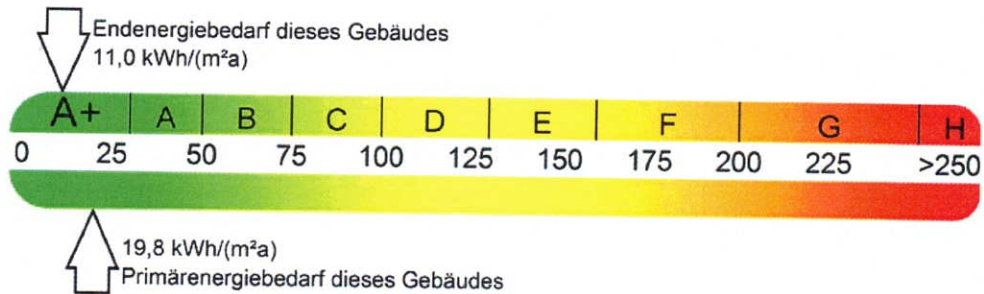 Endenergiebedarf dieses Gebäudes
11,0 kWh/(m²a)
A+ A B C D E F G H
0 25 50 75 100 125 150 175 200 225 >250
19,8 kWh/(m²a)
Primärenergiebedarf dieses Gebäudes